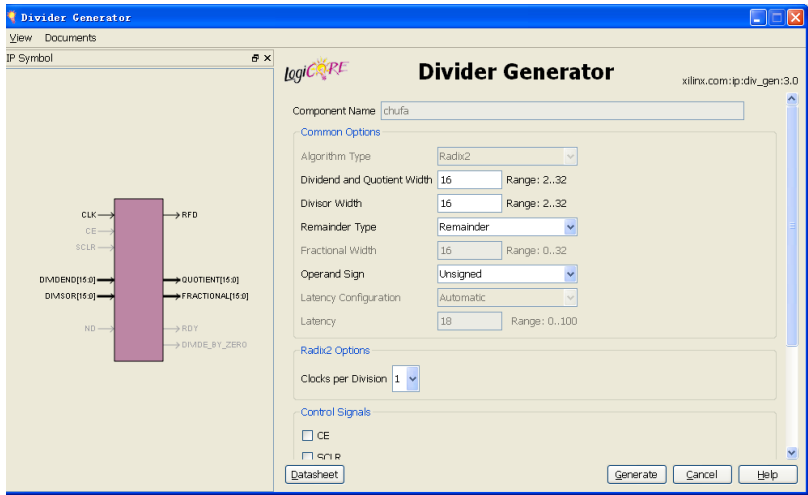 Divider Generator
View Documents
IP Symbol
LogiCORE
Divider Generator
xilinx.com:ip:div_gen:3.0
CLK
CE
SCLR
DIVIDEND[15:0]
DIVISOR[15:0]
ND
RFD
QUOTIENT[15:0]
FRACTIONAL[15:0]
RDY
DIVIDE_BY_ZERO
Component Name chufa
Common Options
Algorithm Type Radix2
Dividend and Quotient Width 16 Range: 2..32
Divisor Width 16 Range: 2..32
Remainder Type Remainder
Fractional Width 16 Range: 0..32
Operand Sign Unsigned
Latency Configuration Automatic
Latency 18 Range: 0..100
Radix2 Options
Clocks per Division 1
Control Signals
CE
SCLR
Datasheet Generate Cancel Help